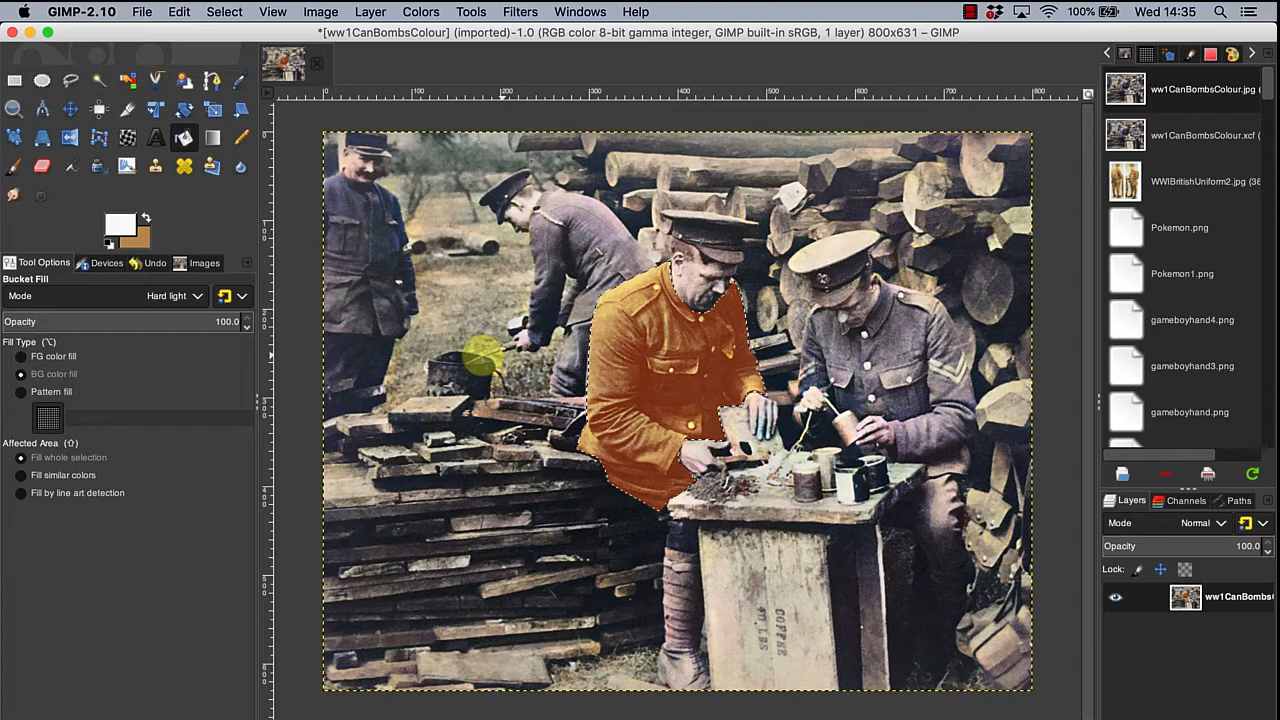 GIMP-2.10 File Edit Select View Image Layer Colors Tools Filters Windows Help 100% Wed 14:35
*[ww1CanBombsColour] (imported)-1.0 (RGB color 8-bit gamma integer, GIMP built-in sRGB, 1 layer) 800x631 – GIMP
0 100 200 300 400 500 600 700 800
ww1CanBombsColour.jpg (
ww1CanBombsColour.xcf (
WWIBritishUniform2.jpg (36
Pokemon.png
Pokemon1.png
gameboyhand4.png
gameboyhand3.png
gameboyhand.png
Tool Options Devices Undo Images
Bucket Fill
Mode Hard light
Opacity 100.0
Fill Type (⌥)
FG color fill
BG color fill
Pattern fill
Affected Area (⇧)
Fill whole selection
Fill similar colors
Fill by line art detection
Layers Channels Paths
Mode Normal
Opacity 100.0
Lock:
ww1CanBombs
COFFEE
LBS